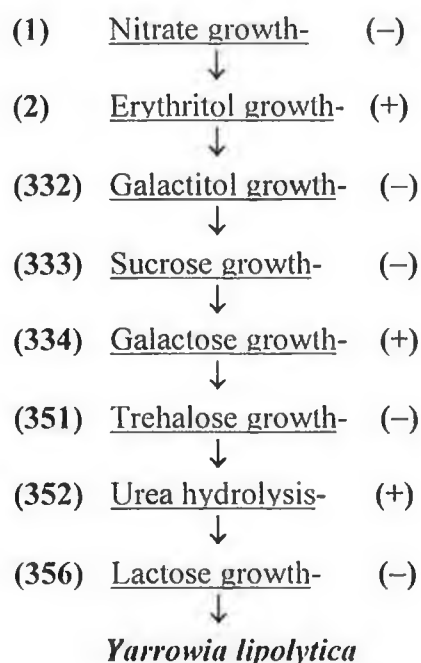 (1) Nitrate growth- (–)
↓
(2) Erythritol growth- (+)
↓
(332) Galactitol growth- (–)
↓
(333) Sucrose growth- (–)
↓
(334) Galactose growth- (+)
↓
(351) Trehalose growth- (–)
↓
(352) Urea hydrolysis- (+)
↓
(356) Lactose growth- (–)
↓
Yarrowia lipolytica